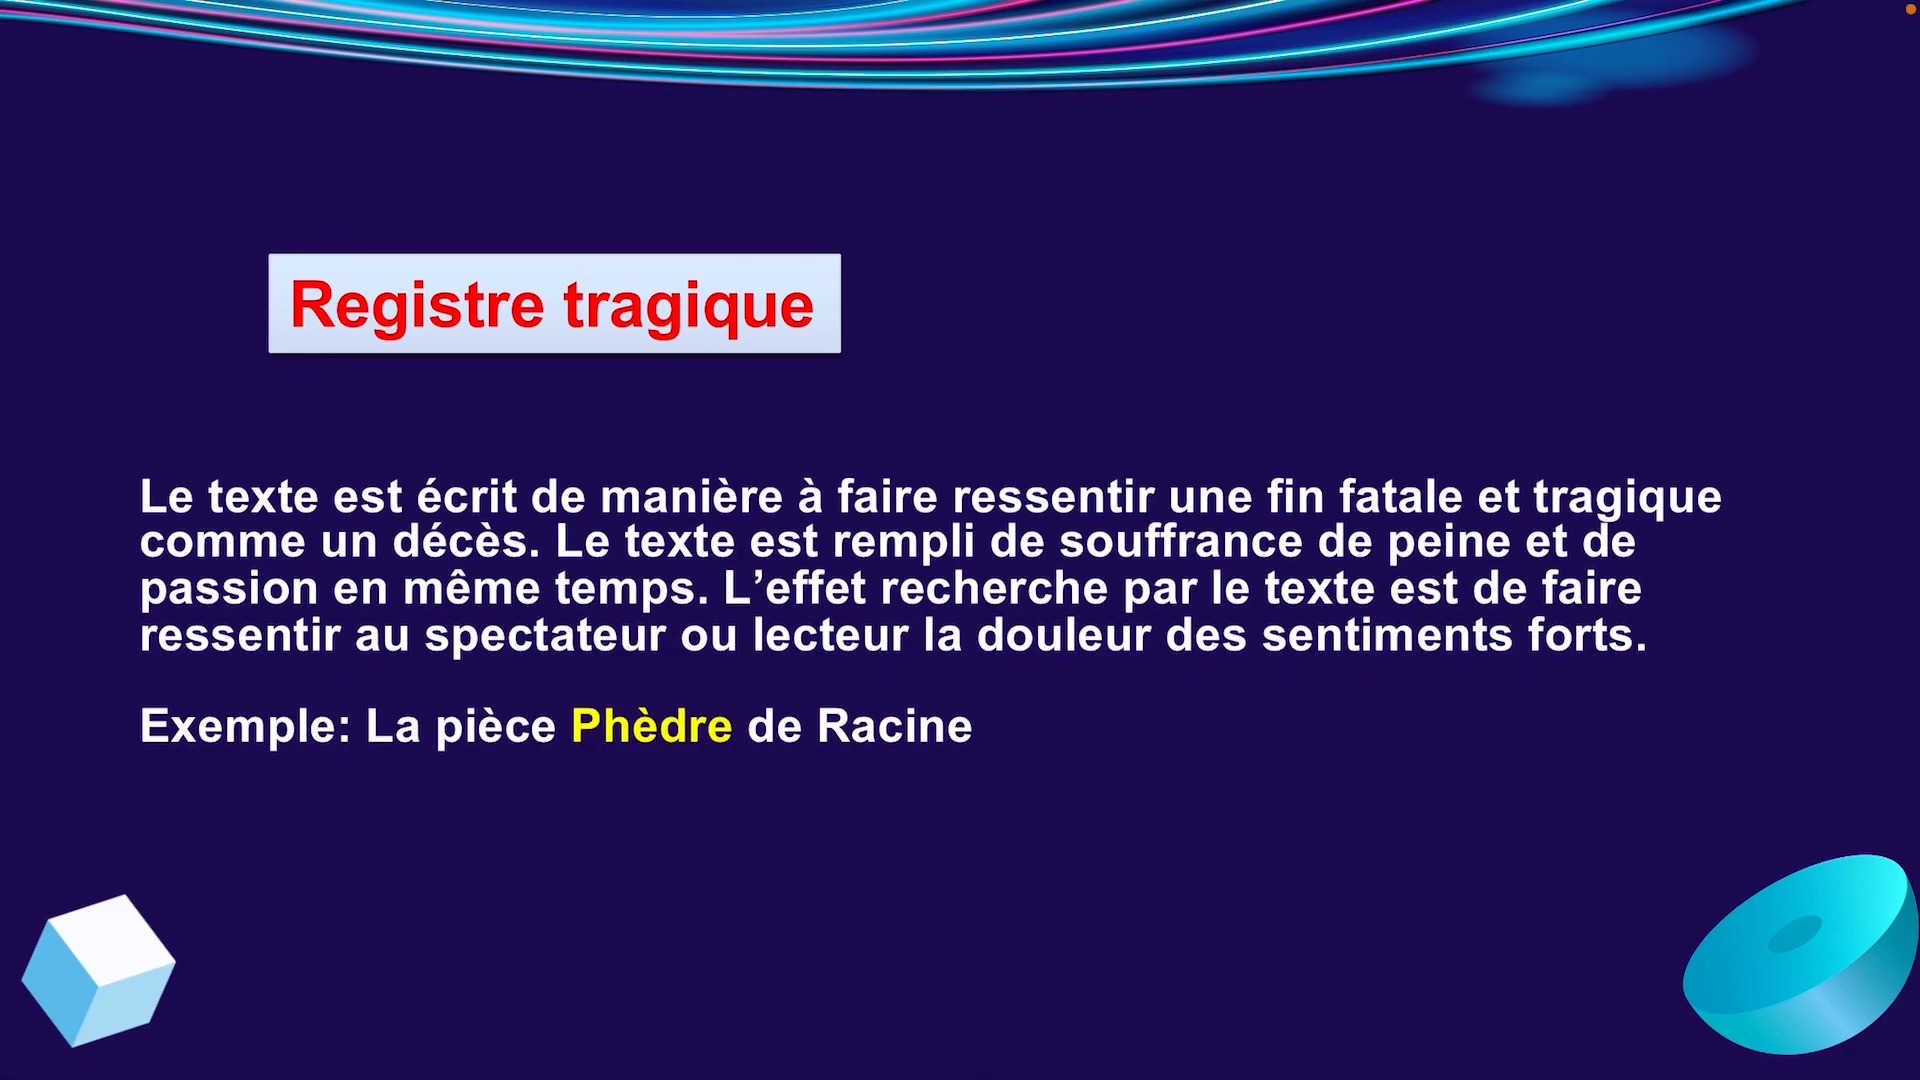 Registre tragique
Le texte est écrit de manière à faire ressentir une fin fatale et tragique
comme un décès. Le texte est rempli de souffrance de peine et de
passion en même temps. L’effet recherche par le texte est de faire
ressentir au spectateur ou lecteur la douleur des sentiments forts.
Exemple: La pièce Phèdre de Racine